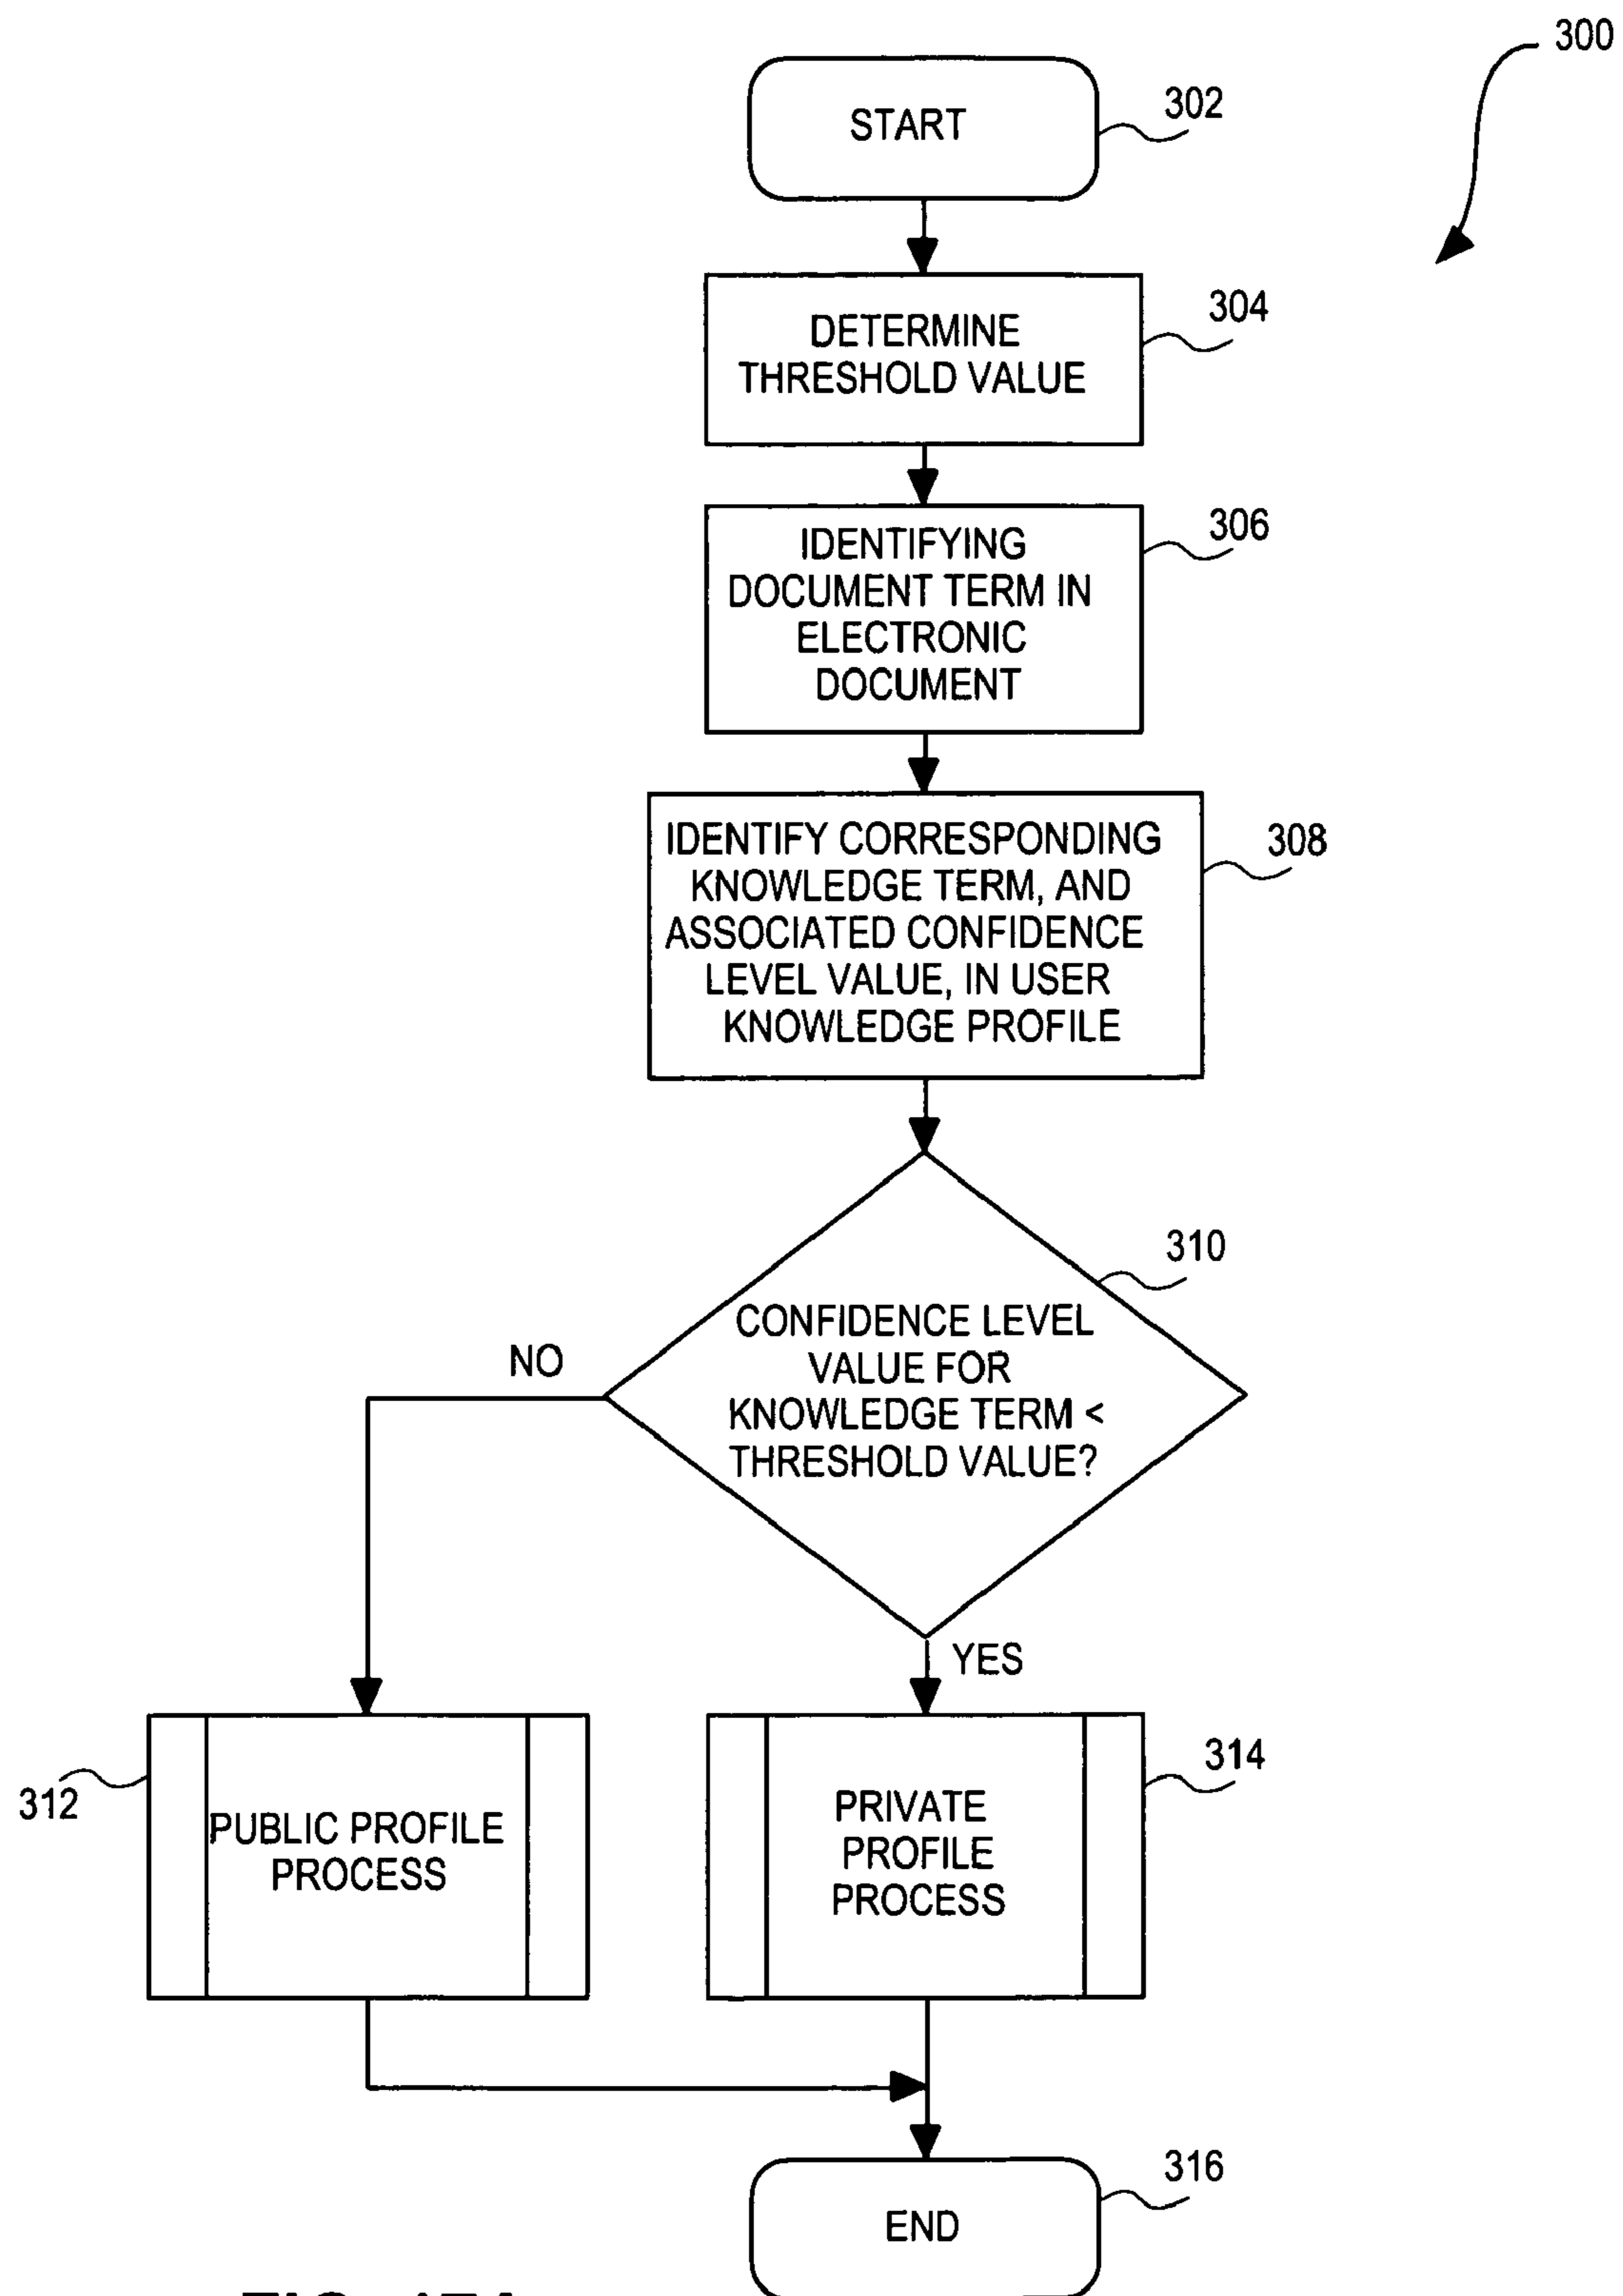 300
START
302
DETERMINE
THRESHOLD VALUE
304
IDENTIFYING
DOCUMENT TERM IN
ELECTRONIC
DOCUMENT
306
IDENTIFY CORRESPONDING
KNOWLEDGE TERM, AND
ASSOCIATED CONFIDENCE
LEVEL VALUE, IN USER
KNOWLEDGE PROFILE
308
310
CONFIDENCE LEVEL
VALUE FOR
KNOWLEDGE TERM <
THRESHOLD VALUE?
NO
YES
312
PUBLIC PROFILE
PROCESS
314
PRIVATE
PROFILE
PROCESS
316
END